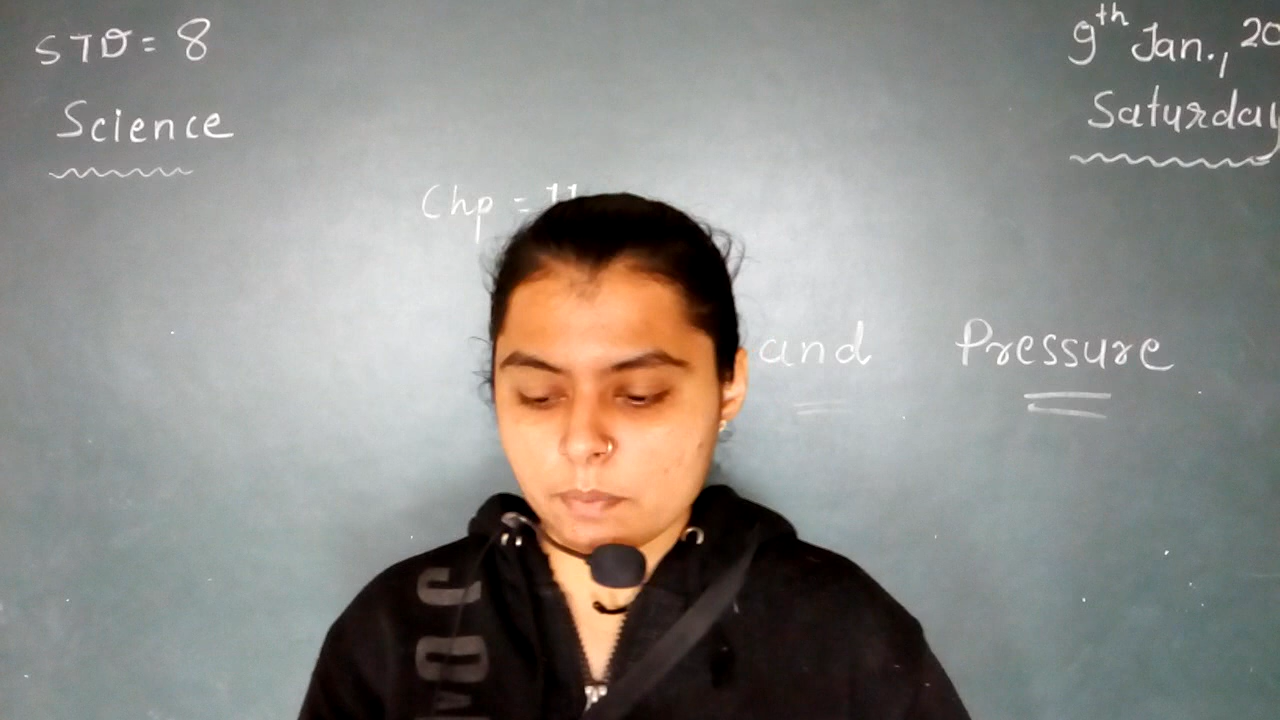 STD = 8
Science
9th Jan., 20
Saturday
Chp = 11
and Pressure